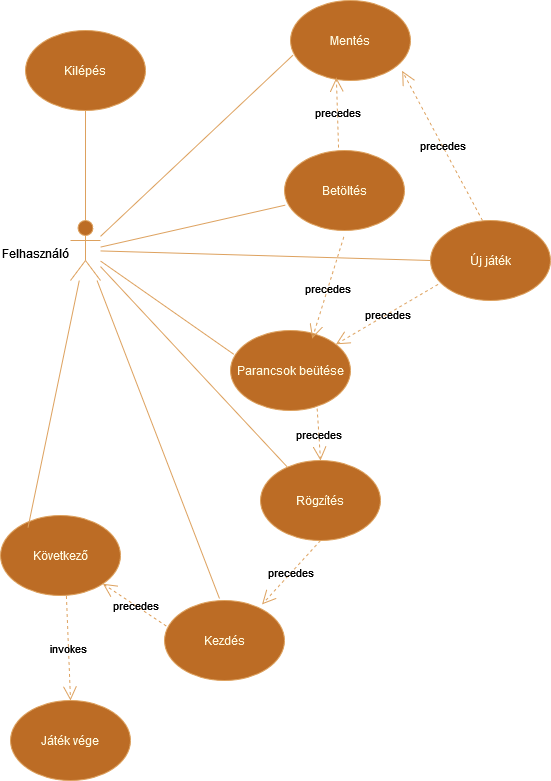 Mentés
Kilépés
precedes
precedes
Betöltés
Felhasználó
Új játék
precedes
precedes
Parancsok beütése
precedes
Rögzítés
Következő
precedes
precedes
Kezdés
invokes
Játék vége